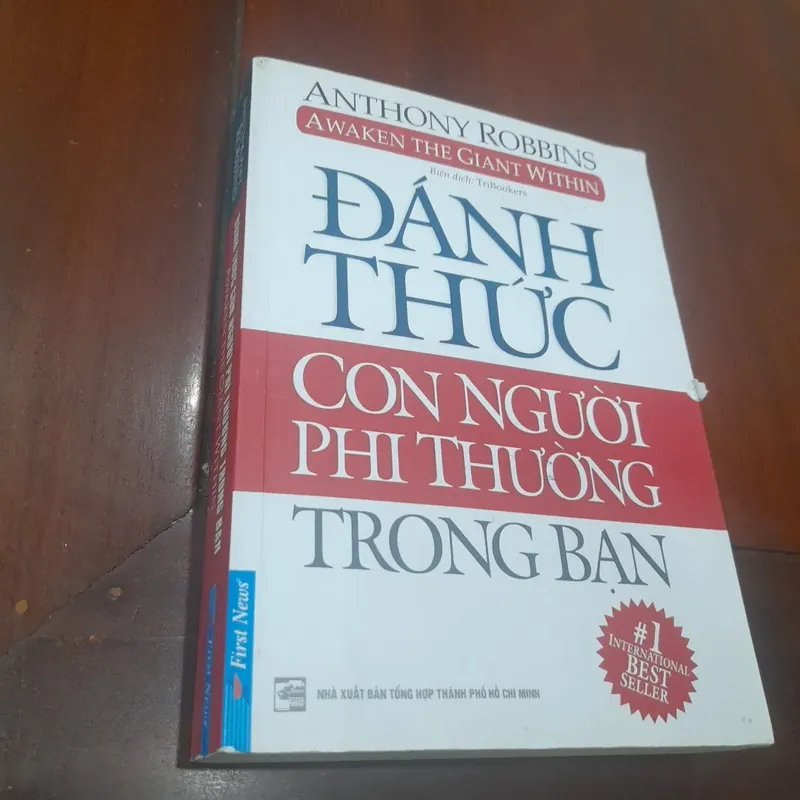 ANTHONY ROBBINS
AWAKEN THE GIANT WITHIN
Biên dịch: TriBookers
ĐÁNH
THỨC
CON NGƯỜI
PHI THƯỜNG
TRONG BẠN
#1
INTERNATIONAL
BEST
SELLER
First News
NHÀ XUẤT BẢN TỔNG HỢP THÀNH PHỐ HỒ CHÍ MINH